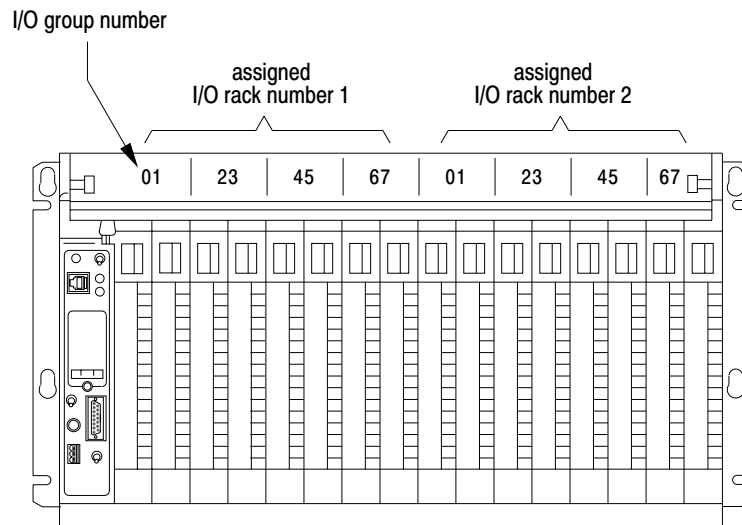 I/O group number
assigned
I/O rack number 1
assigned
I/O rack number 2
01 23 45 67 01 23 45 67